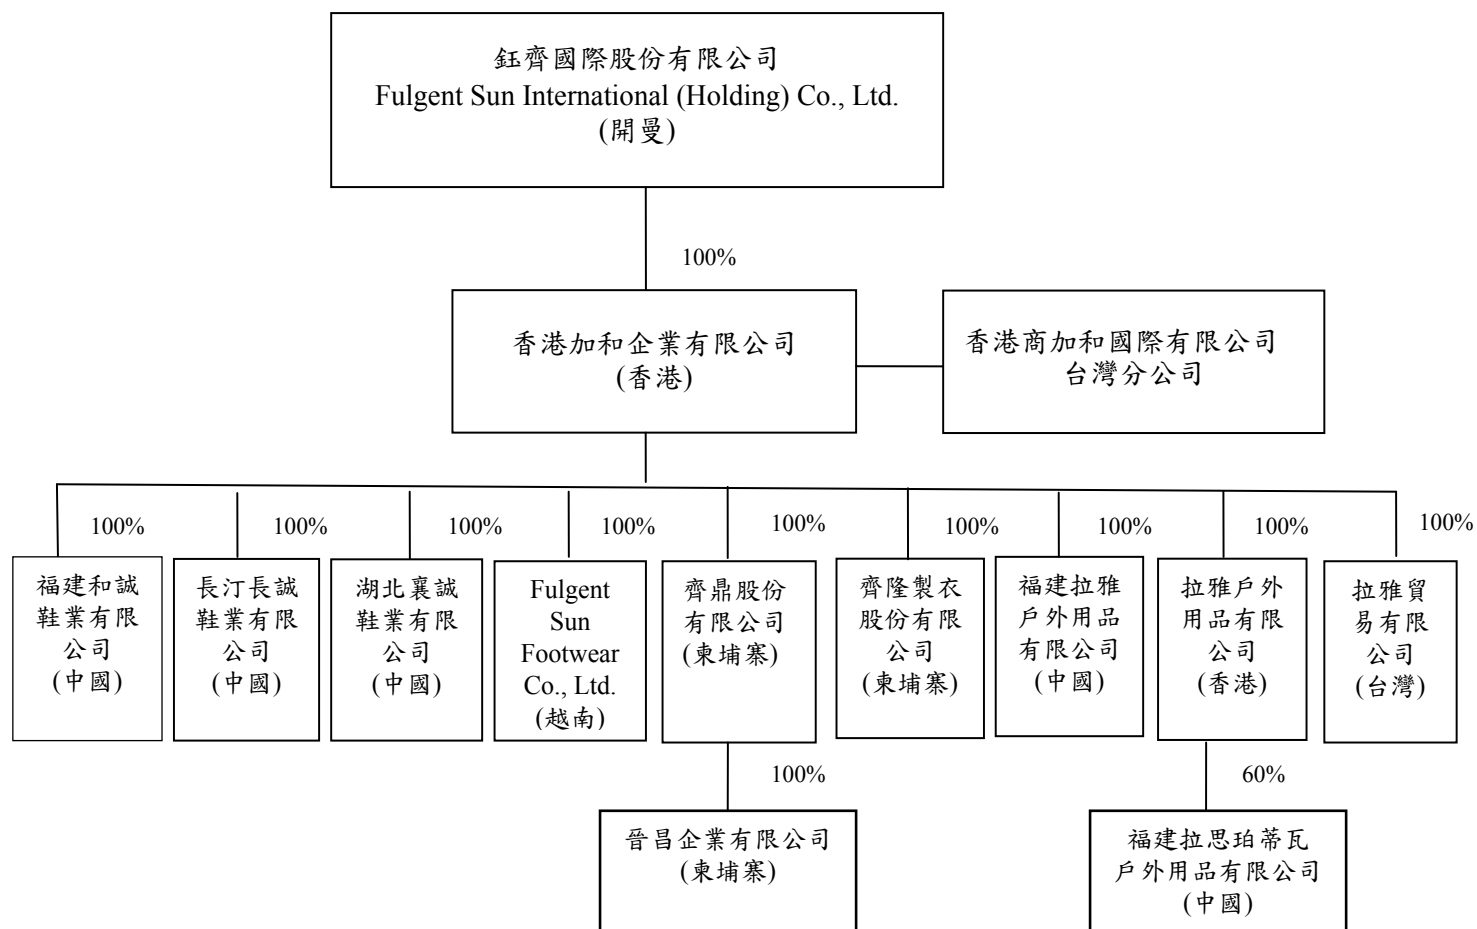 鈺齊國際股份有限公司
Fulgent Sun International (Holding) Co., Ltd.
(開曼)
100%
香港加和企業有限公司
(香港)
香港商加和國際有限公司
台灣分公司
100%
100%
100%
100%
100%
100%
100%
100%
100%
福建和誠
鞋業有限
公司
(中國)
長汀長誠
鞋業有限
公司
(中國)
湖北襄誠
鞋業有限
公司
(中國)
Fulgent
Sun
Footwear
Co., Ltd.
(越南)
齊鼎股份
有限公司
(柬埔寨)
齊隆製衣
股份有限
公司
(柬埔寨)
福建拉雅
戶外用品
有限公司
(中國)
拉雅戶外
用品有限
公司
(香港)
拉雅貿
易有限
公司
(台灣)
100%
60%
晉昌企業有限公司
(柬埔寨)
福建拉思珀蒂瓦
戶外用品有限公司
(中國)